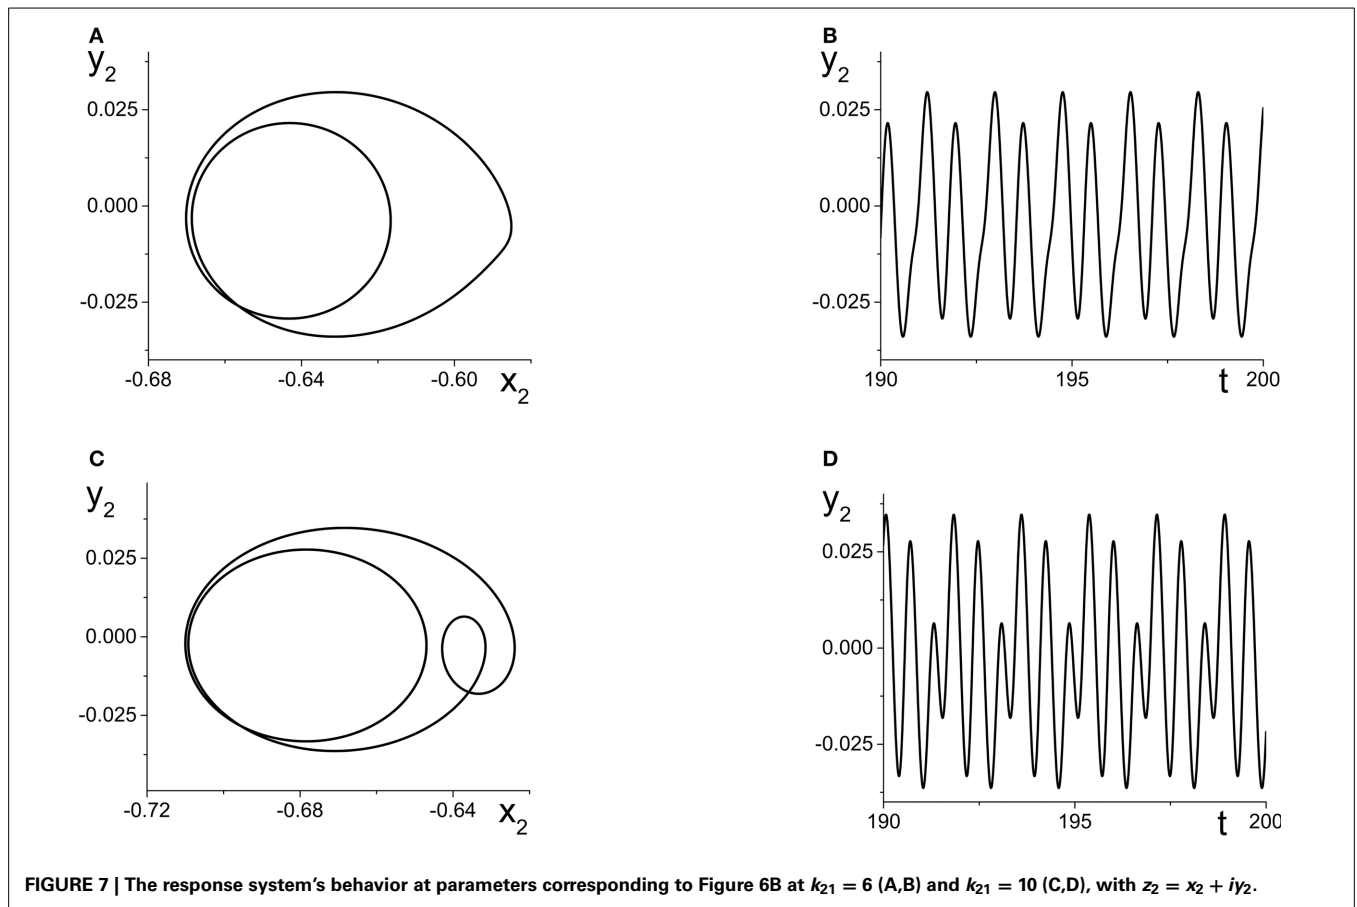 A
B
y2
y2
0.025
0.025
0.000
0.000
-0.025
-0.025
-0.68
-0.64
-0.60
x2
190
195
t
200
C
D
y2
y2
0.025
0.025
0.000
0.000
-0.025
-0.025
-0.72
-0.68
-0.64
x2
190
195
t
200
FIGURE 7 | The response system's behavior at parameters corresponding to Figure 6B at k21 = 6 (A,B) and k21 = 10 (C,D), with z2 = x2 + iy2.